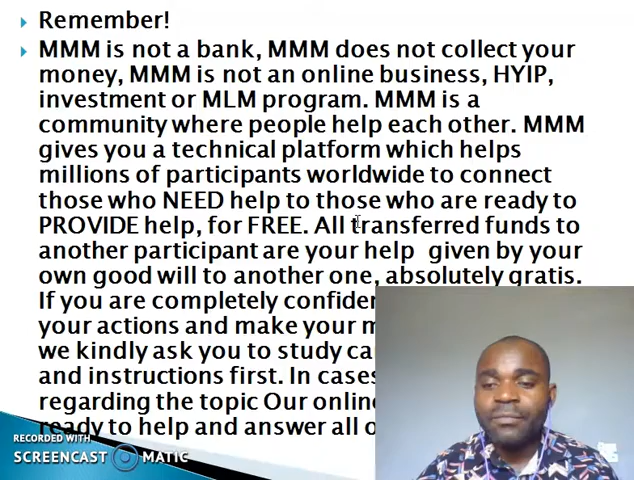 Remember!
MMM is not a bank, MMM does not collect your
money, MMM is not an online business, HYIP,
investment or MLM program. MMM is a
community where people help each other. MMM
gives you a technical platform which helps
millions of participants worldwide to connect
those who NEED help to those who are ready to
PROVIDE help, for FREE. All transferred funds to
another participant are your help given by your
own good will to another one, absolutely gratis.
If you are completely confiden
your actions and make your m
we kindly ask you to study ca
and instructions first. In cases
regarding the topic Our onlin
ready to help and answer all o
RECORDED WITH
SCREENCAST MATIC